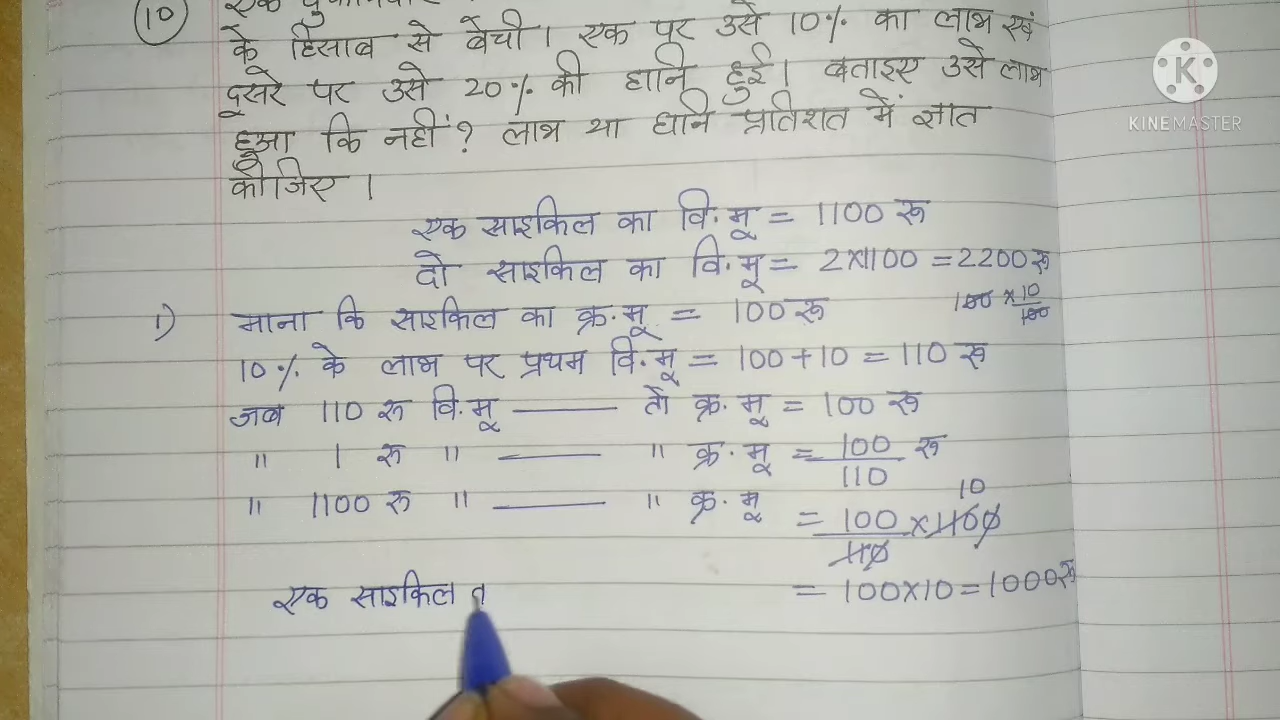 (10) एक
के हिसाब से बेची। एक पर उसे 10% का लाभ एवं
दूसरे पर उसे 20% की हानि हुई। बताइए उसे लाभ
हुआ कि नहीं? लाभ या हानि प्रतिशत में ज्ञात
कीजिए।
K
KINEMASTER
एक साइकिल का वि.मू = 1100 रू
दो साइकिल का वि.मू = 2×1100 = 2200 रू
1) माना कि साइकिल का क्र.मू = 100 रू
100 × 10/100
10% के लाभ पर प्रथम वि.मू = 100+10 = 110 रू
जब 110 रू वि.मू —— तो क्र.मू = 100 रू
" 1 रू " —— " क्र.मू = 100/110 रू
" 1100 रू " —— " क्र.मू = 100/110 × 1100 10
= 100×10 = 1000 रू
एक साइकिल